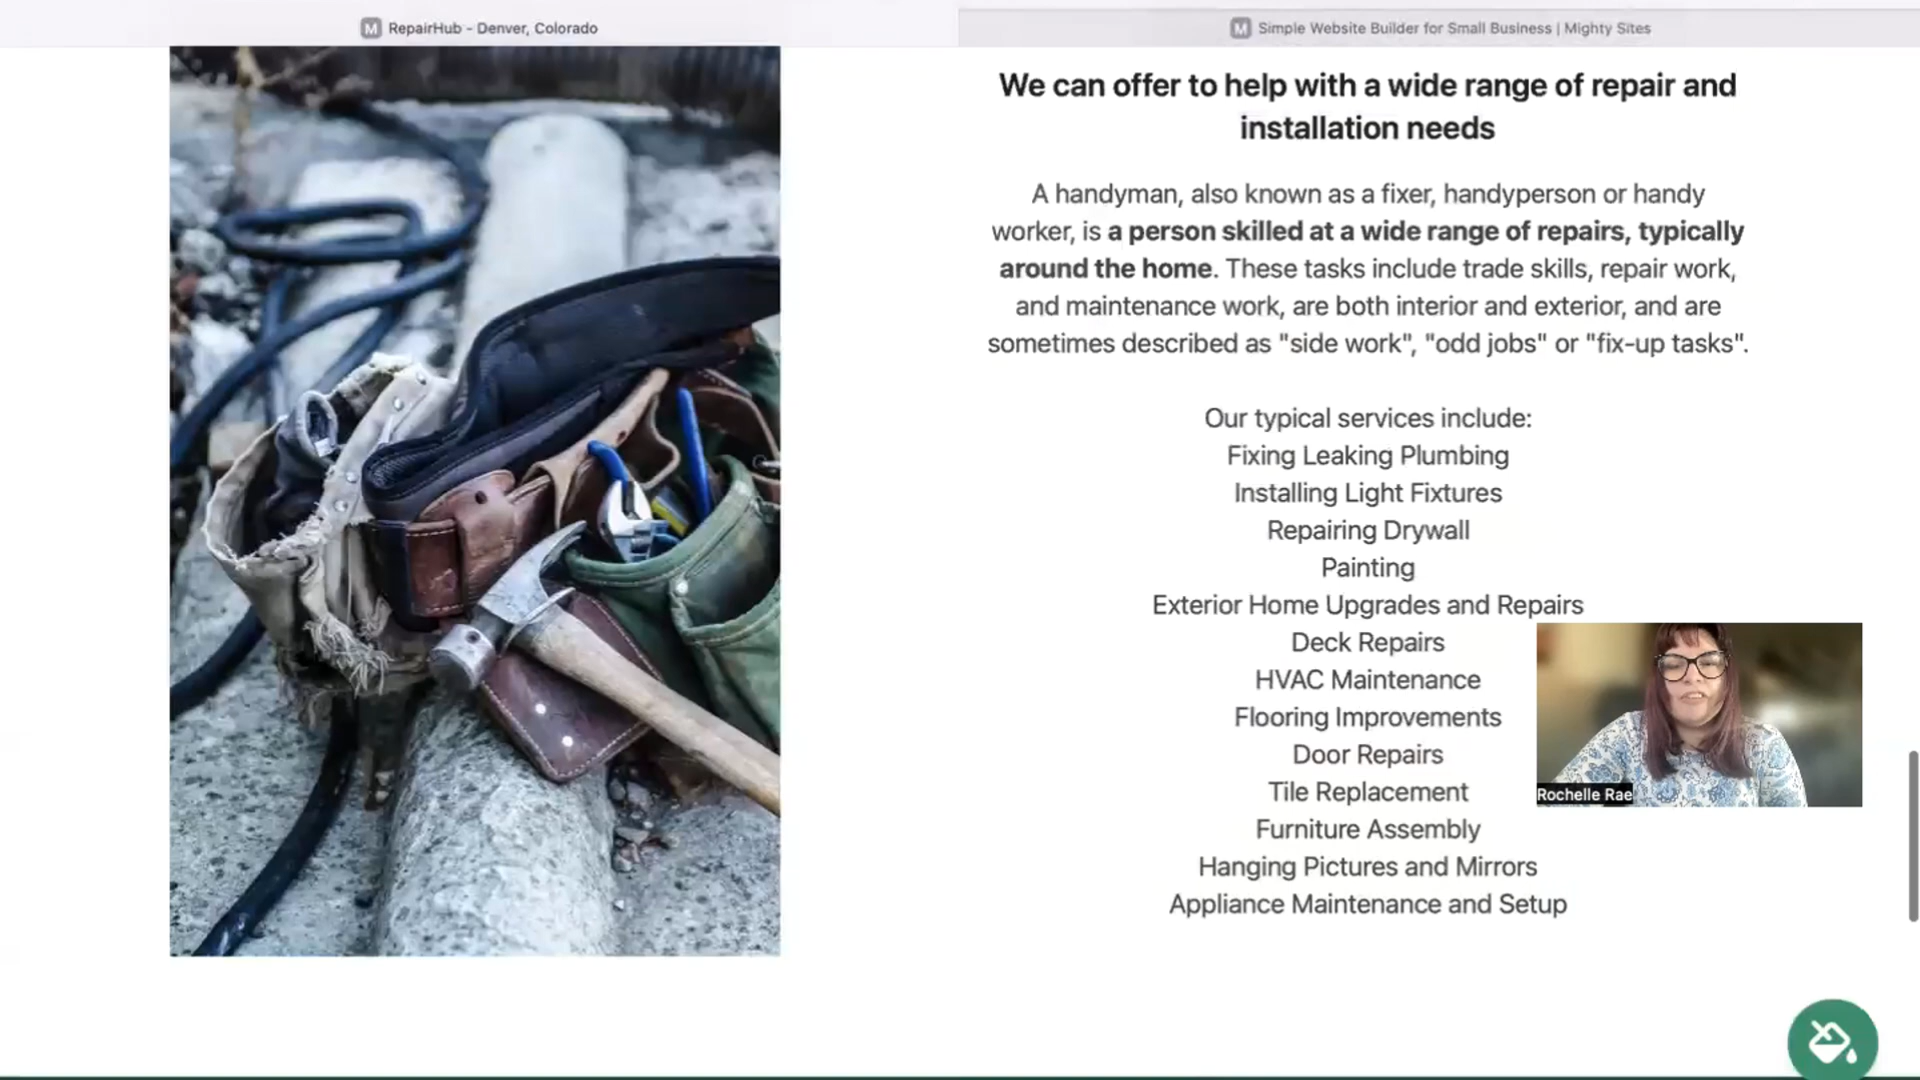 M RepairHub - Denver, Colorado
M Simple Website Builder for Small Business | Mighty Sites
We can offer to help with a wide range of repair and
installation needs
A handyman, also known as a fixer, handyperson or handy
worker, is a person skilled at a wide range of repairs, typically
around the home. These tasks include trade skills, repair work,
and maintenance work, are both interior and exterior, and are
sometimes described as "side work", "odd jobs" or "fix-up tasks".
Our typical services include:
Fixing Leaking Plumbing
Installing Light Fixtures
Repairing Drywall
Painting
Exterior Home Upgrades and Repairs
Deck Repairs
HVAC Maintenance
Flooring Improvements
Door Repairs
Tile Replacement
Furniture Assembly
Hanging Pictures and Mirrors
Appliance Maintenance and Setup
Rochelle Rae